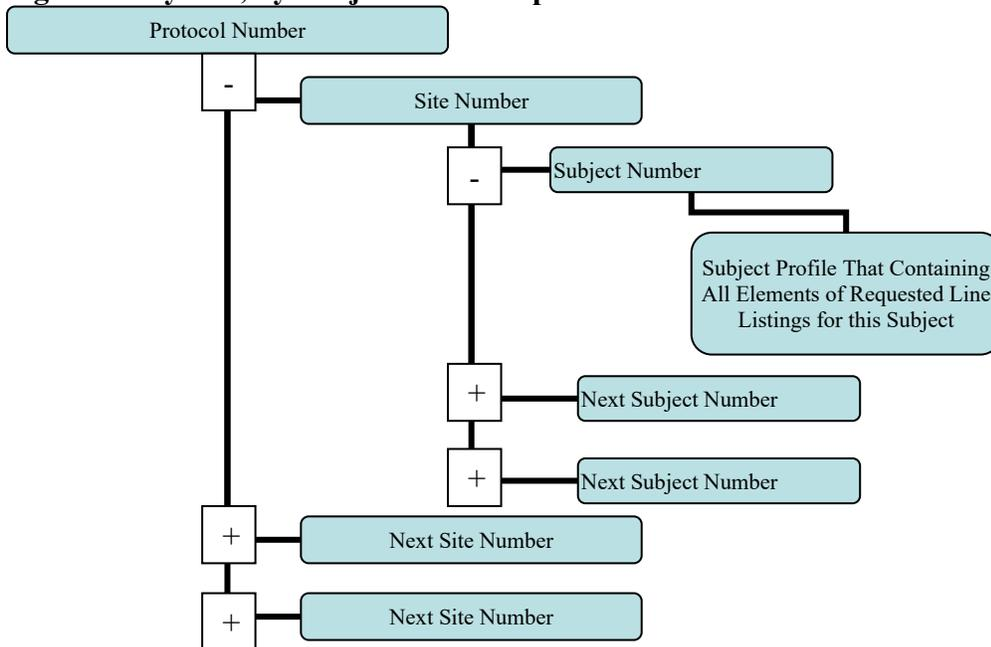 Protocol Number
-
Site Number
-
Subject Number
Subject Profile That Containing
All Elements of Requested Line
Listings for this Subject
+
Next Subject Number
+
Next Subject Number
+
Next Site Number
+
Next Site Number